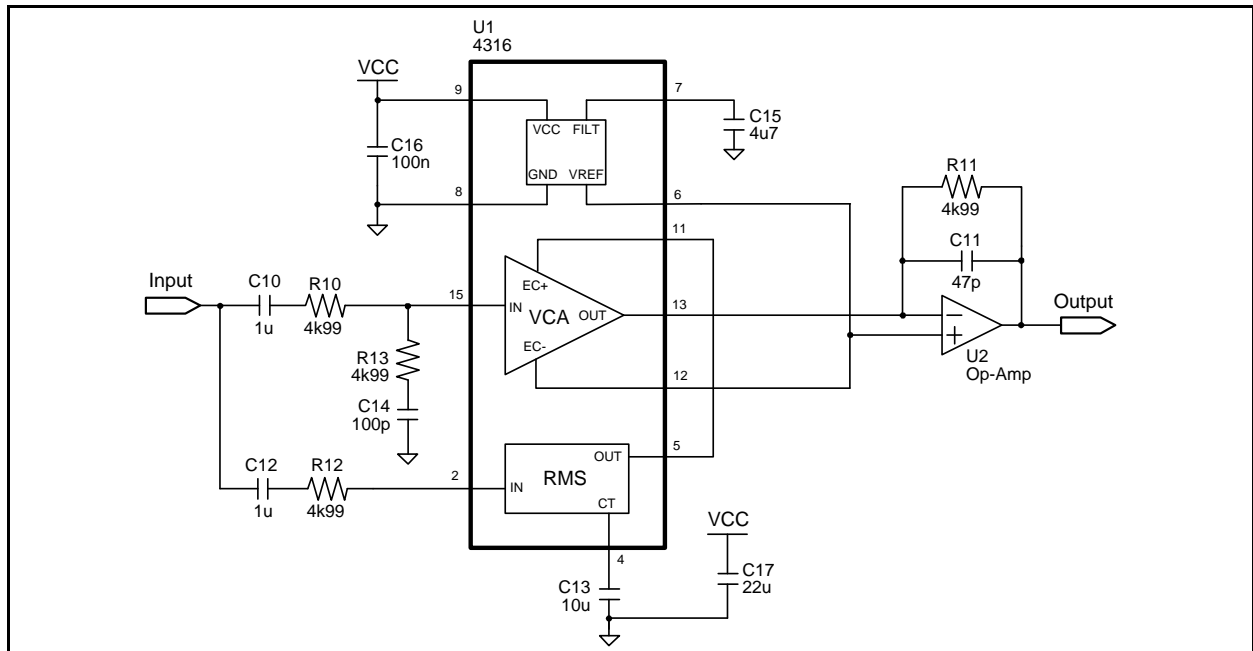 U1
4316
VCC
9
7
C15
4u7
VCC
FILT
C16
100n
GND
VREF
8
6
R11
4k99
11
C11
47p
Input
C10
1u
R10
4k99
15
EC+
IN
VCA
OUT
13
Output
EC-
R13
4k99
U2
Op-Amp
12
C14
100p
5
OUT
C12
1u
R12
4k99
2
IN
RMS
CT
VCC
4
C13
10u
C17
22u